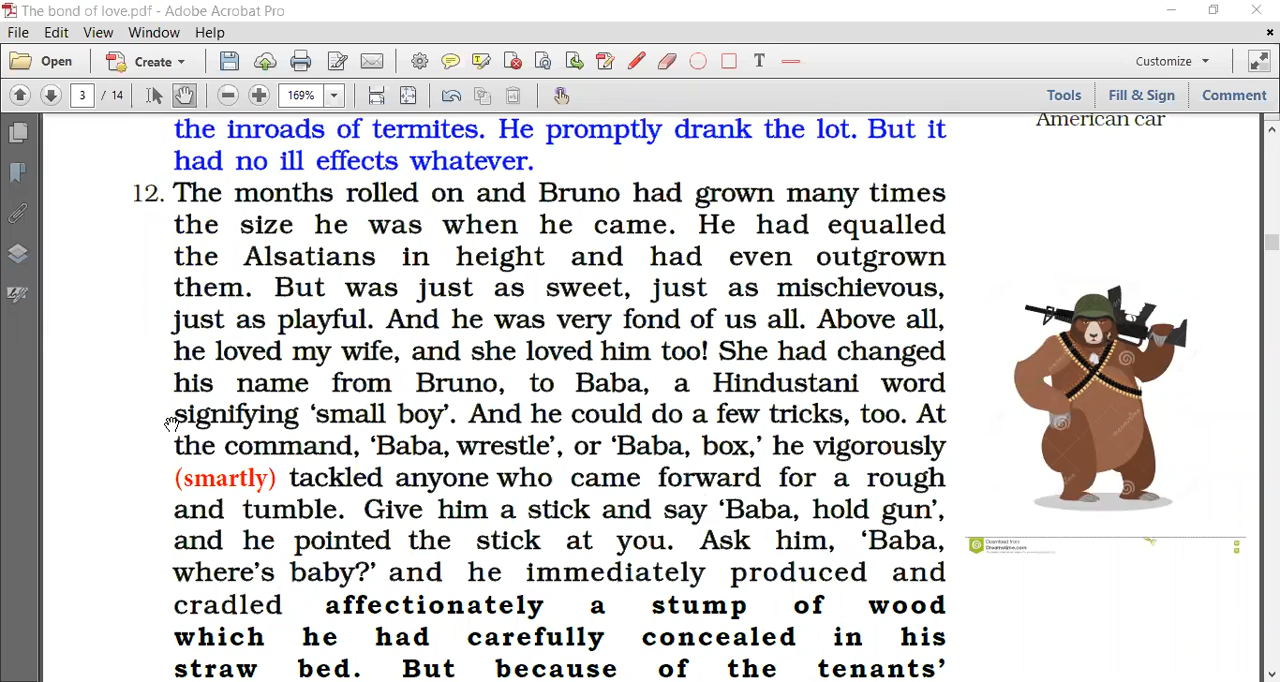 The bond of love.pdf - Adobe Acrobat Pro
File Edit View Window Help
Open Create Customize
3 / 14 169% Tools Fill & Sign Comment
American car
the inroads of termites. He promptly drank the lot. But it
had no ill effects whatever.
12. The months rolled on and Bruno had grown many times
the size he was when he came. He had equalled
the Alsatians in height and had even outgrown
them. But was just as sweet, just as mischievous,
just as playful. And he was very fond of us all. Above all,
he loved my wife, and she loved him too! She had changed
his name from Bruno, to Baba, a Hindustani word
signifying ‘small boy’. And he could do a few tricks, too. At
the command, ‘Baba, wrestle’, or ‘Baba, box,’ he vigorously
(smartly) tackled anyone who came forward for a rough
and tumble. Give him a stick and say ‘Baba, hold gun’,
and he pointed the stick at you. Ask him, ‘Baba,
where’s baby?’ and he immediately produced and
cradled affectionately a stump of wood
which he had carefully concealed in his
straw bed. But because of the tenants’
Download from
Dreamstime.com